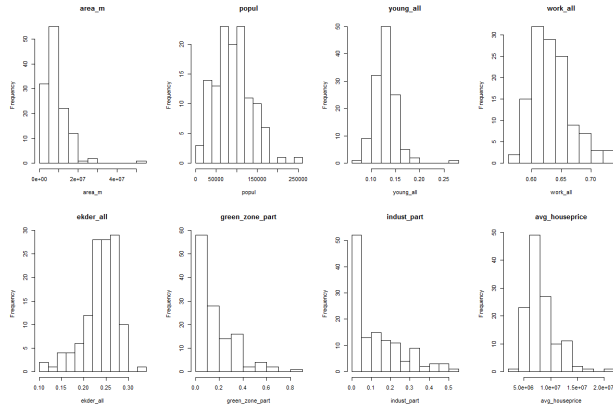 area_m
popul
young_all
work_all
Frequency
0 10 20 30 40 50
0e+00 2e+07 4e+07
area_m
Frequency
0 5 10 15 20
50000 150000 250000
popul
Frequency
0 10 20 30 40 50
0.10 0.15 0.20 0.25
young_all
Frequency
0 5 10 15 20 25 30
0.60 0.65 0.70
work_all
ekder_all
green_zone_part
indust_part
avg_houseprice
Frequency
0 5 10 15 20 25 30
0.10 0.15 0.20 0.25 0.30
ekder_all
Frequency
0 10 20 30 40 50 60
0.0 0.2 0.4 0.6 0.8
green_zone_part
Frequency
0 10 20 30 40 50
0.0 0.1 0.2 0.3 0.4 0.5
indust_part
Frequency
0 10 20 30 40 50
5.0e+06 1.0e+07 1.5e+07 2.0e+07
avg_houseprice